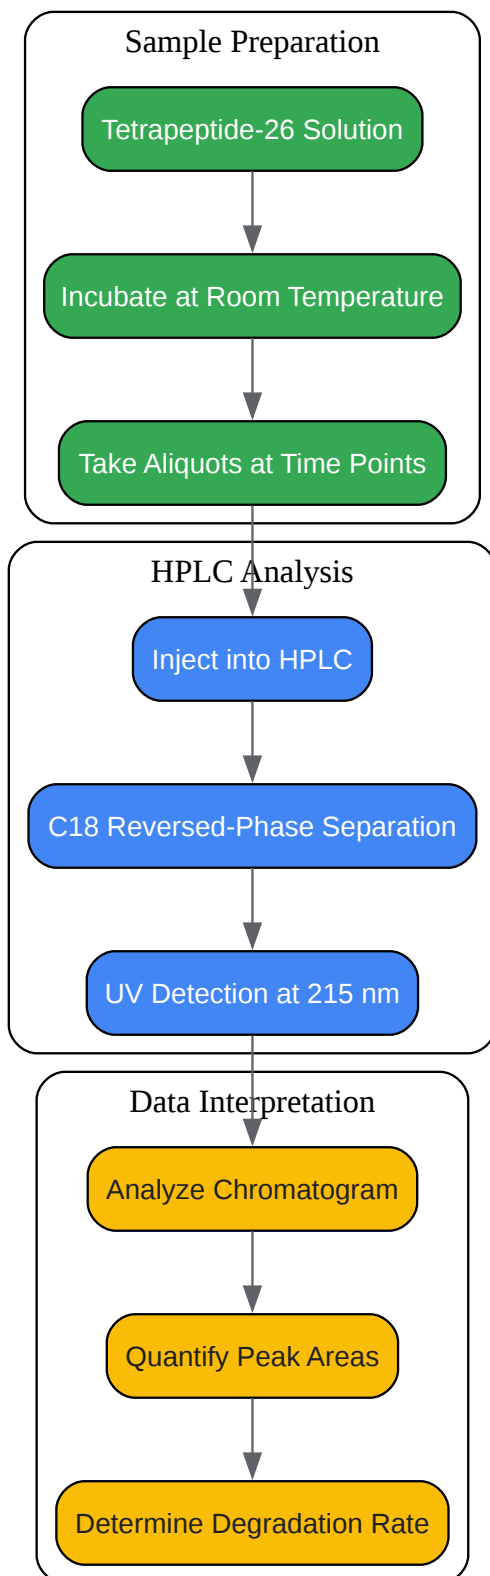 Sample Preparation
Tetrapeptide-26 Solution
Incubate at Room Temperature
Take Aliquots at Time Points
HPLC Analysis
Inject into HPLC
C18 Reversed-Phase Separation
UV Detection at 215 nm
Data Interpretation
Analyze Chromatogram
Quantify Peak Areas
Determine Degradation Rate